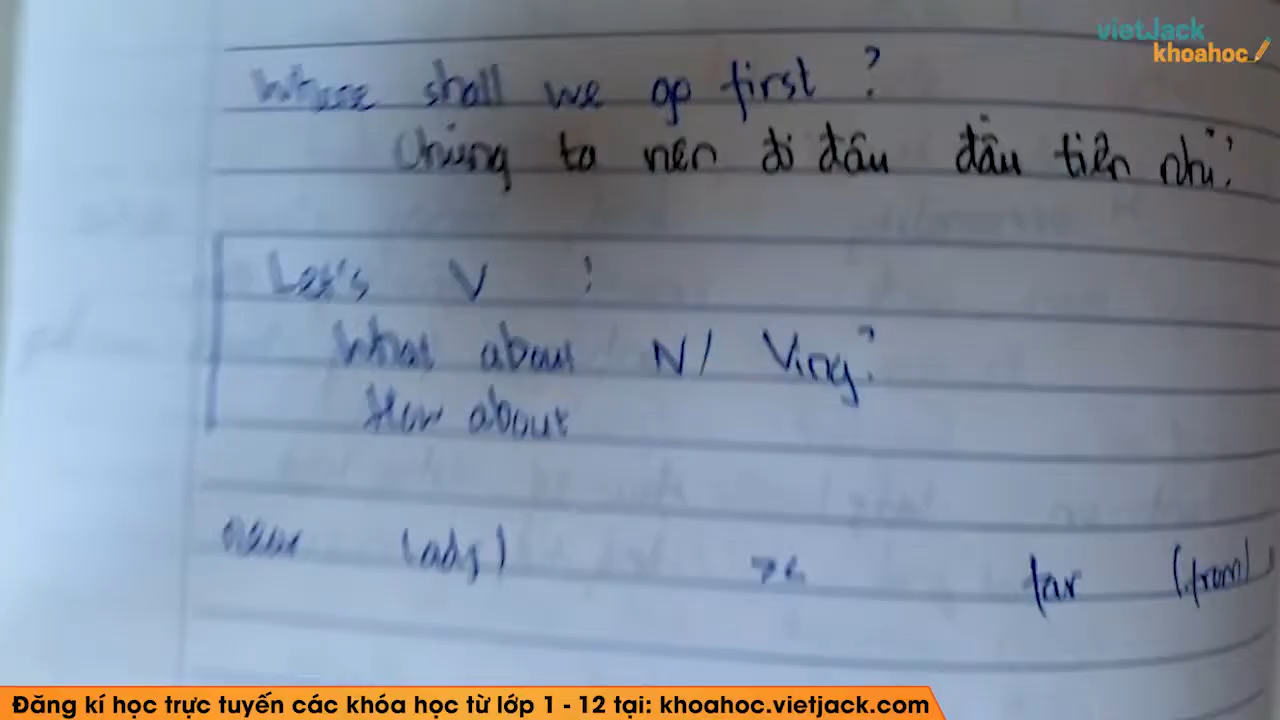 vietJack
khoahoc
Where shall we go first ?
Chúng ta nên đi đâu đầu tiên nhỉ?
Let's V !
What about N/ Ving?
How about
near (adj) >< far (from)
Đăng kí học trực tuyến các khóa học từ lớp 1 - 12 tại: khoahoc.vietjack.com